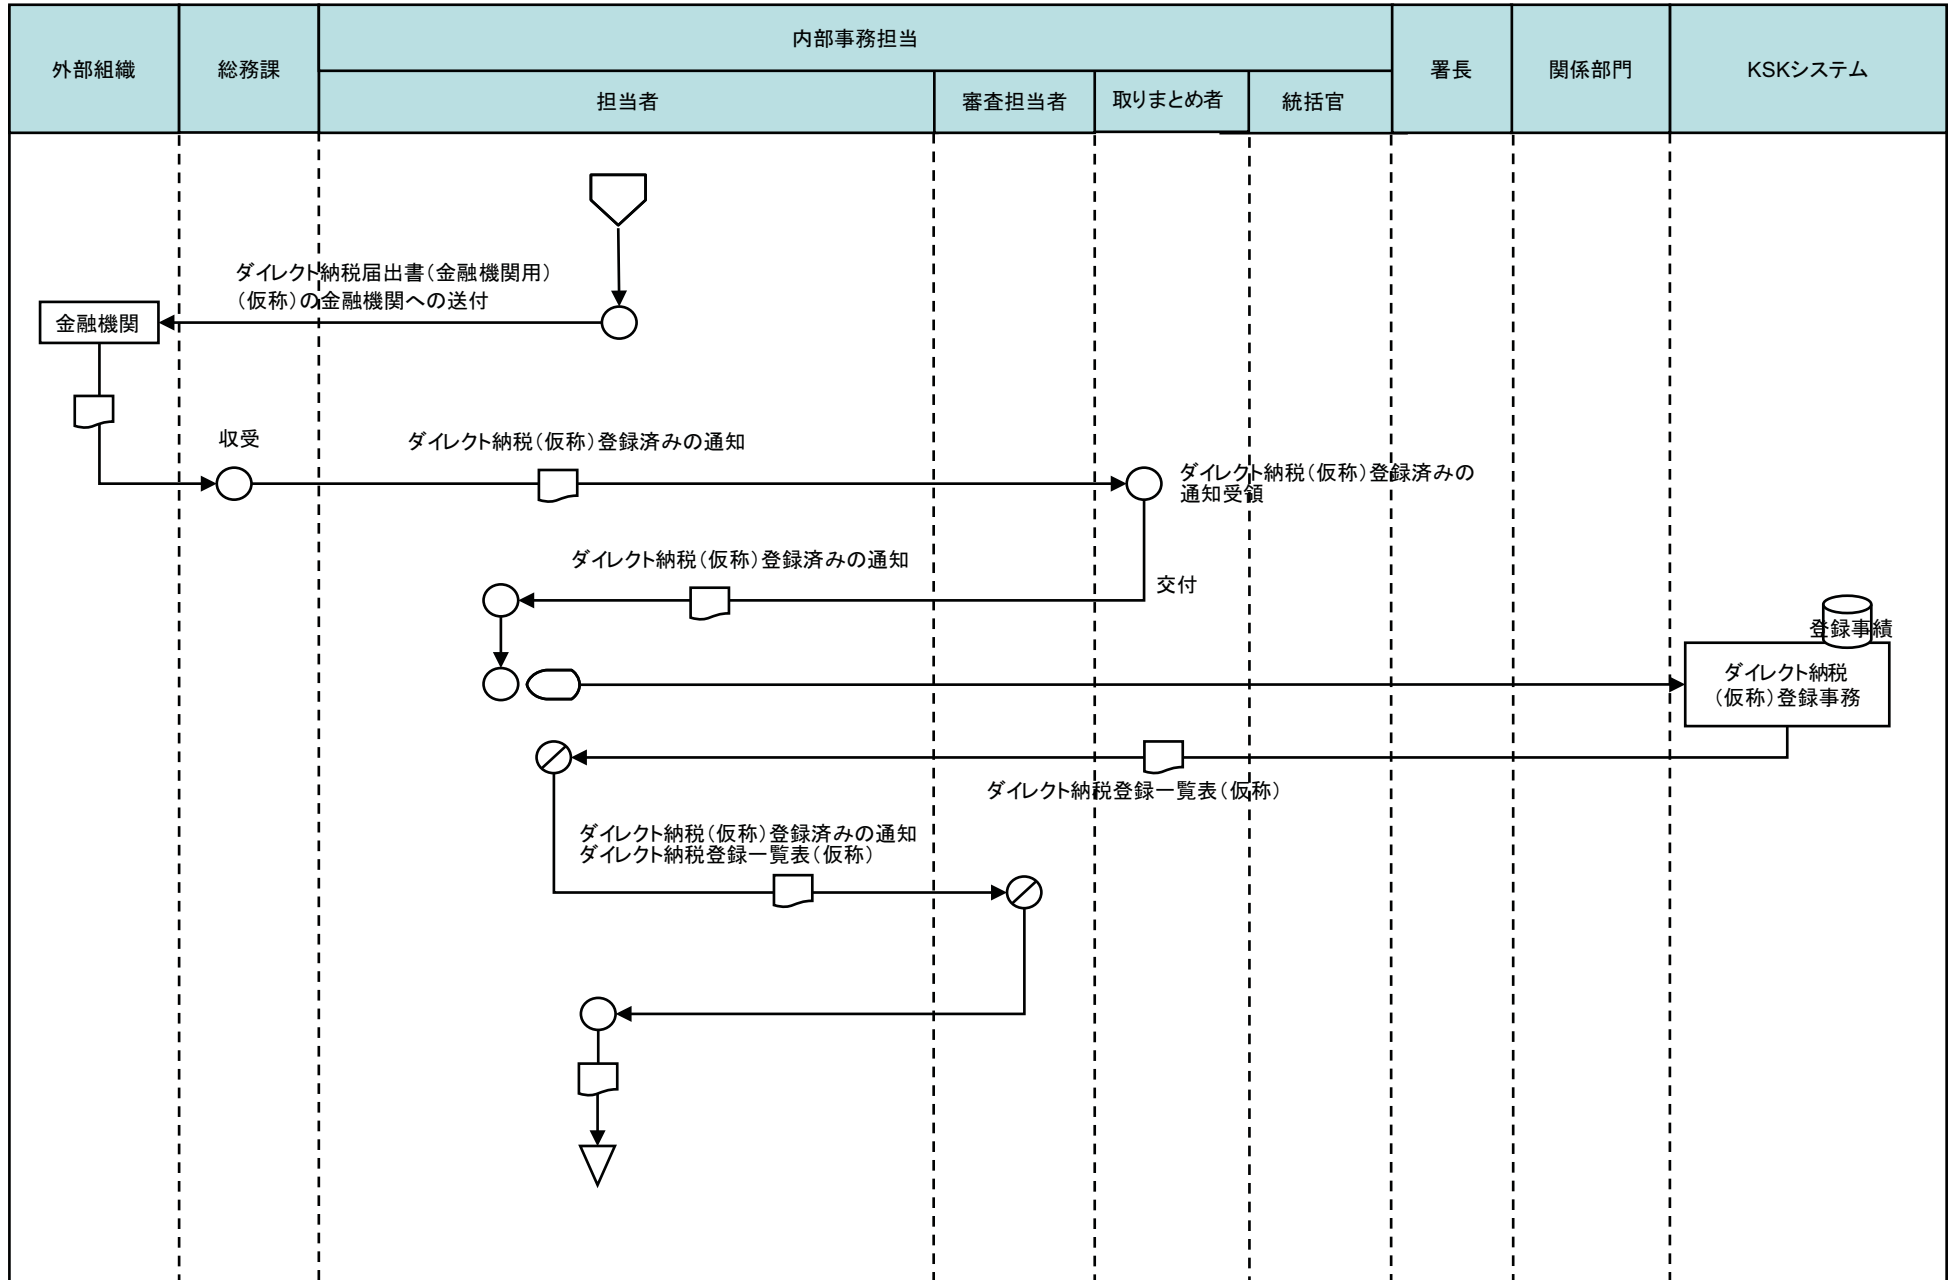 外部組織
総務課
内部事務担当
担当者
審査担当者
取りまとめ者
統括官
署長
関係部門
KSKシステム
ダイレクト納税届出書（金融機関用）
（仮称）の金融機関への送付
金融機関
収受
ダイレクト納税（仮称）登録済みの通知
ダイレクト納税（仮称）登録済みの
通知受領
ダイレクト納税（仮称）登録済みの通知
交付
登録事績
ダイレクト納税
（仮称）登録事務
ダイレクト納税登録一覧表（仮称）
ダイレクト納税（仮称）登録済みの通知
ダイレクト納税登録一覧表（仮称）